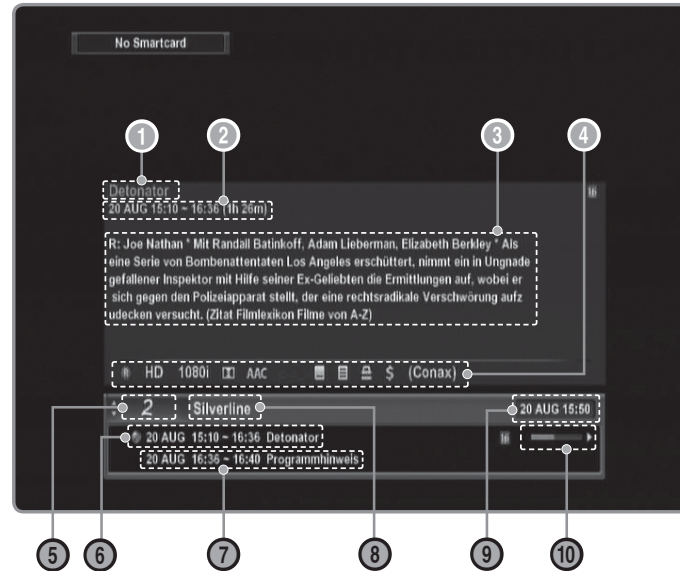 No Smartcard
1 2 3 4
Detonator 16
20 AUG 15:10 ~ 16:36 (1h 26m)
R: Joe Nathan * Mit Randall Batinkoff, Adam Lieberman, Elizabeth Berkley * Als
eine Serie von Bombenattentaten Los Angeles erschüttert, nimmt ein in Ungnade
gefallener Inspektor mit Hilfe seiner Ex-Geliebten die Ermittlungen auf, wobei er
sich gegen den Polizeiapparat stellt, der eine rechtsradikale Verschwörung aufz
udecken versucht. (Zitat Filmlexikon Filme von A-Z)
HD 1080i AAC $ (Conax)
2 Silverline 20 AUG 15:50
20 AUG 15:10 ~ 16:36 Detonator 16
20 AUG 16:36 ~ 16:40 Programmhinweis
5 6 7 8 9 10